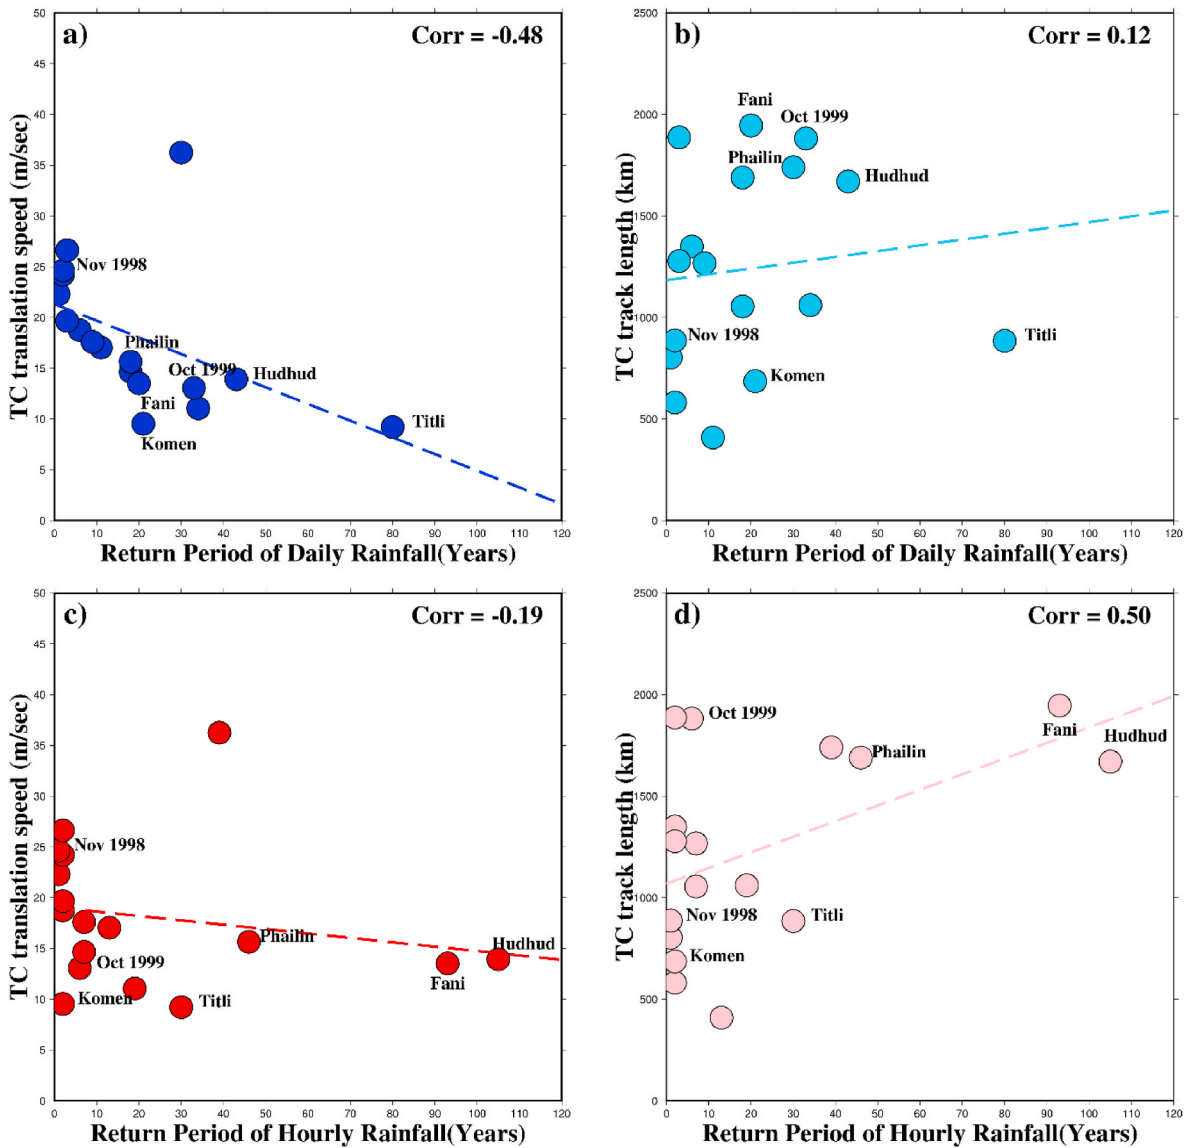 a)
Corr = -0.48
TC translation speed (m/sec)
50
45
40
35
30
25
20
15
10
5
0
Nov 1998
Phailin
Oct 1999
Hudhud
Fani
Komen
Titli
0 10 20 30 40 50 60 70 80 90 100 110 120
Return Period of Daily Rainfall(Years)
b)
Corr = 0.12
TC track length (km)
2500
2000
1500
1000
500
0
Fani
Oct 1999
Phailin
Hudhud
Nov 1998
Titli
Komen
0 10 20 30 40 50 60 70 80 90 100 110 120
Return Period of Daily Rainfall(Years)
c)
Corr = -0.19
TC translation speed (m/sec)
50
45
40
35
30
25
20
15
10
5
0
Nov 1998
Phailin
Hudhud
Oct 1999
Fani
Komen
Titli
0 10 20 30 40 50 60 70 80 90 100 110 120
Return Period of Hourly Rainfall(Years)
d)
Corr = 0.50
TC track length (km)
2500
2000
1500
1000
500
0
Oct 1999
Fani
Hudhud
Phailin
Nov 1998
Titli
Komen
0 10 20 30 40 50 60 70 80 90 100 110 120
Return Period of Hourly Rainfall(Years)